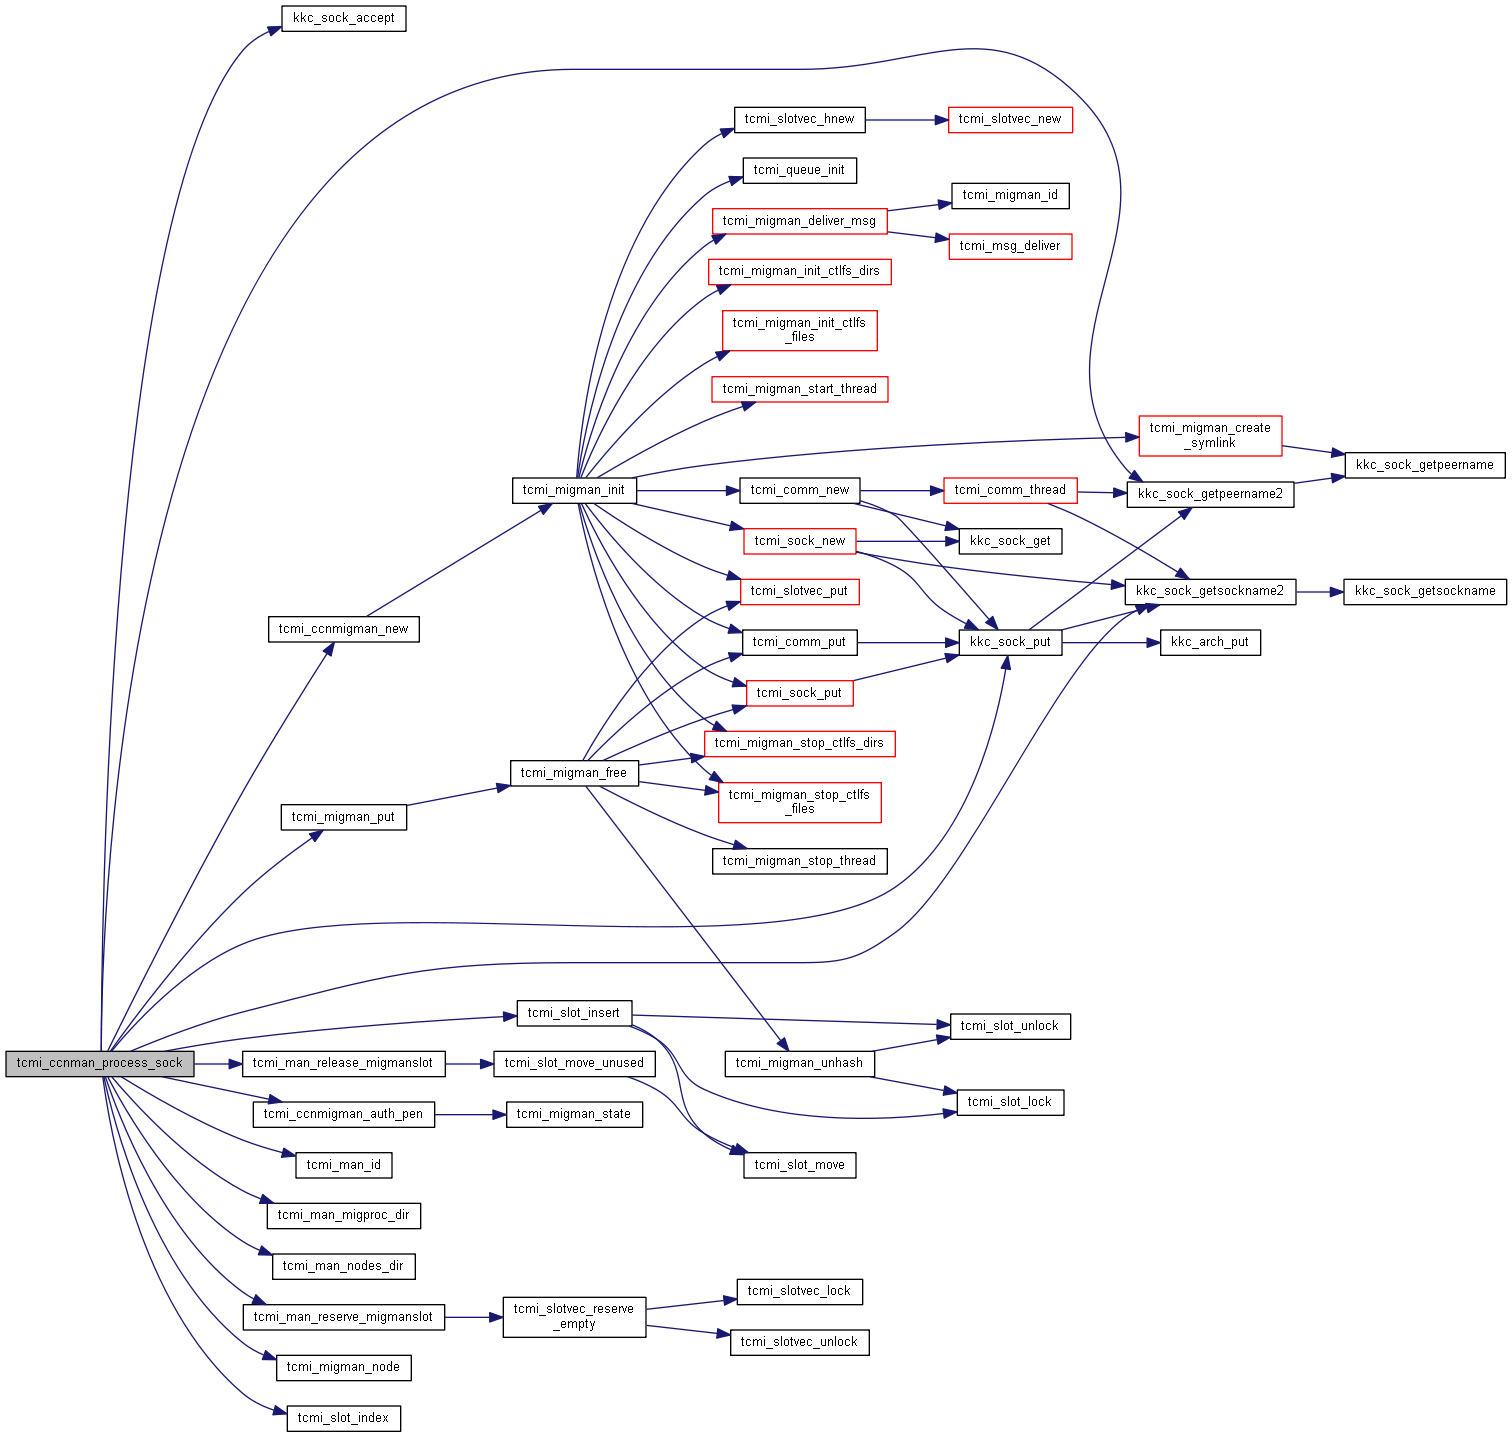 kkc_sock_accept
tcmi_slotvec_hnew
tcmi_slotvec_new
tcmi_queue_init
tcmi_migman_id
tcmi_migman_deliver_msg
tcmi_msg_deliver
tcmi_migman_init_ctlfs_dirs
tcmi_migman_init_ctlfs
_files
tcmi_migman_start_thread
tcmi_migman_create
_symlink
kkc_sock_getpeername
tcmi_migman_init
tcmi_comm_new
tcmi_comm_thread
kkc_sock_getpeername2
tcmi_sock_new
kkc_sock_get
tcmi_slotvec_put
kkc_sock_getsockname2
kkc_sock_getsockname
tcmi_ccnmigman_new
tcmi_comm_put
kkc_sock_put
kkc_arch_put
tcmi_sock_put
tcmi_migman_stop_ctlfs_dirs
tcmi_migman_free
tcmi_migman_stop_ctlfs
_files
tcmi_migman_put
tcmi_migman_stop_thread
tcmi_slot_insert
tcmi_slot_unlock
tcmi_ccnman_process_sock
tcmi_man_release_migmanslot
tcmi_slot_move_unused
tcmi_migman_unhash
tcmi_slot_lock
tcmi_ccnmigman_auth_pen
tcmi_migman_state
tcmi_man_id
tcmi_slot_move
tcmi_man_migproc_dir
tcmi_man_nodes_dir
tcmi_slotvec_lock
tcmi_man_reserve_migmanslot
tcmi_slotvec_reserve
_empty
tcmi_slotvec_unlock
tcmi_migman_node
tcmi_slot_index